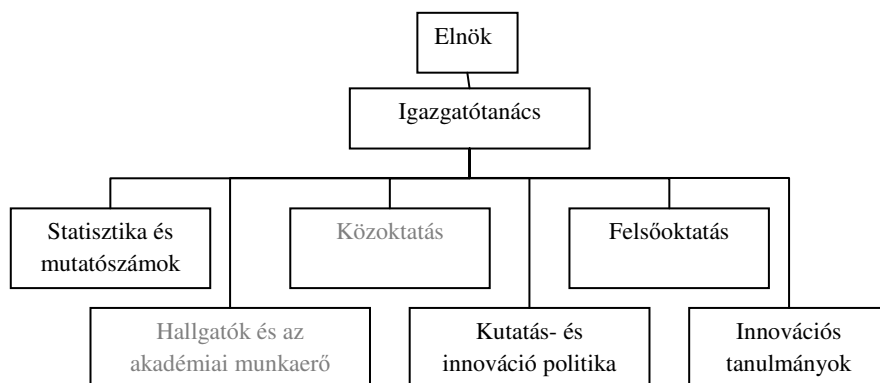 Elnök
Igazgatótanács
Statisztika és
mutatószámok
Közoktatás
Felsőoktatás
Hallgatók és az
akadémiai munkaerő
Kutatás- és
innováció politika
Innovációs
tanulmányok